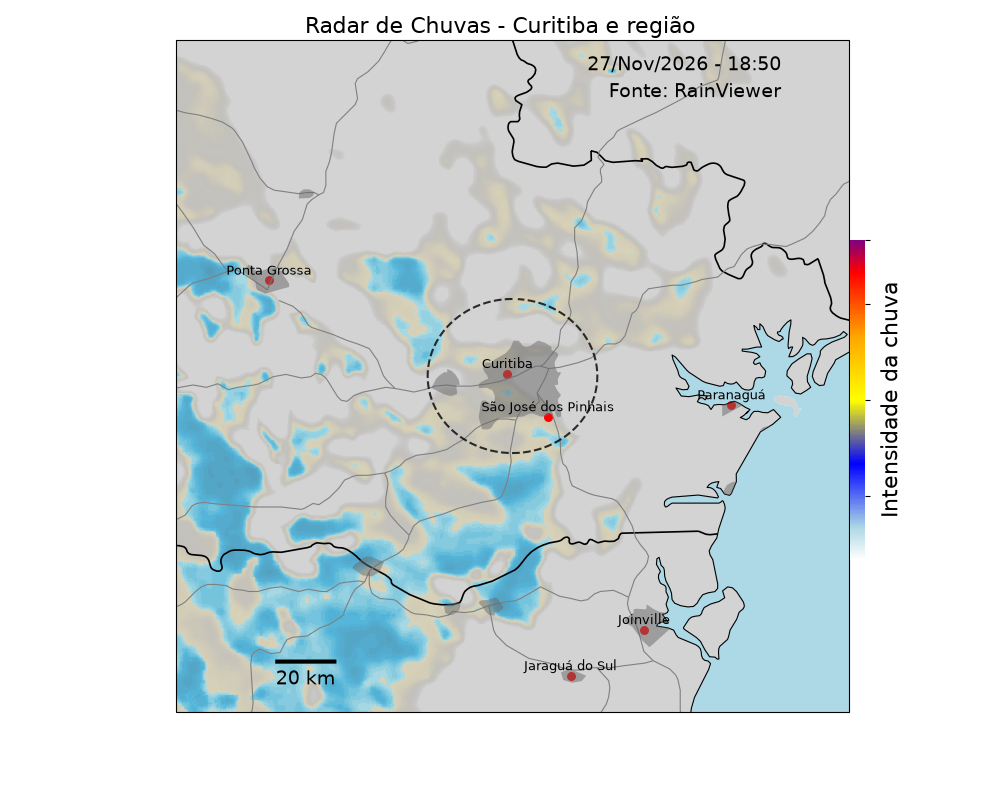 Radar de Chuvas - Curitiba e região
27/Nov/2026 - 18:50
Fonte: RainViewer
Ponta Grossa
Curitiba
São José dos Pinhais
Paranaguá
Joinville
Jaraguá do Sul
20 km
Intensidade da chuva